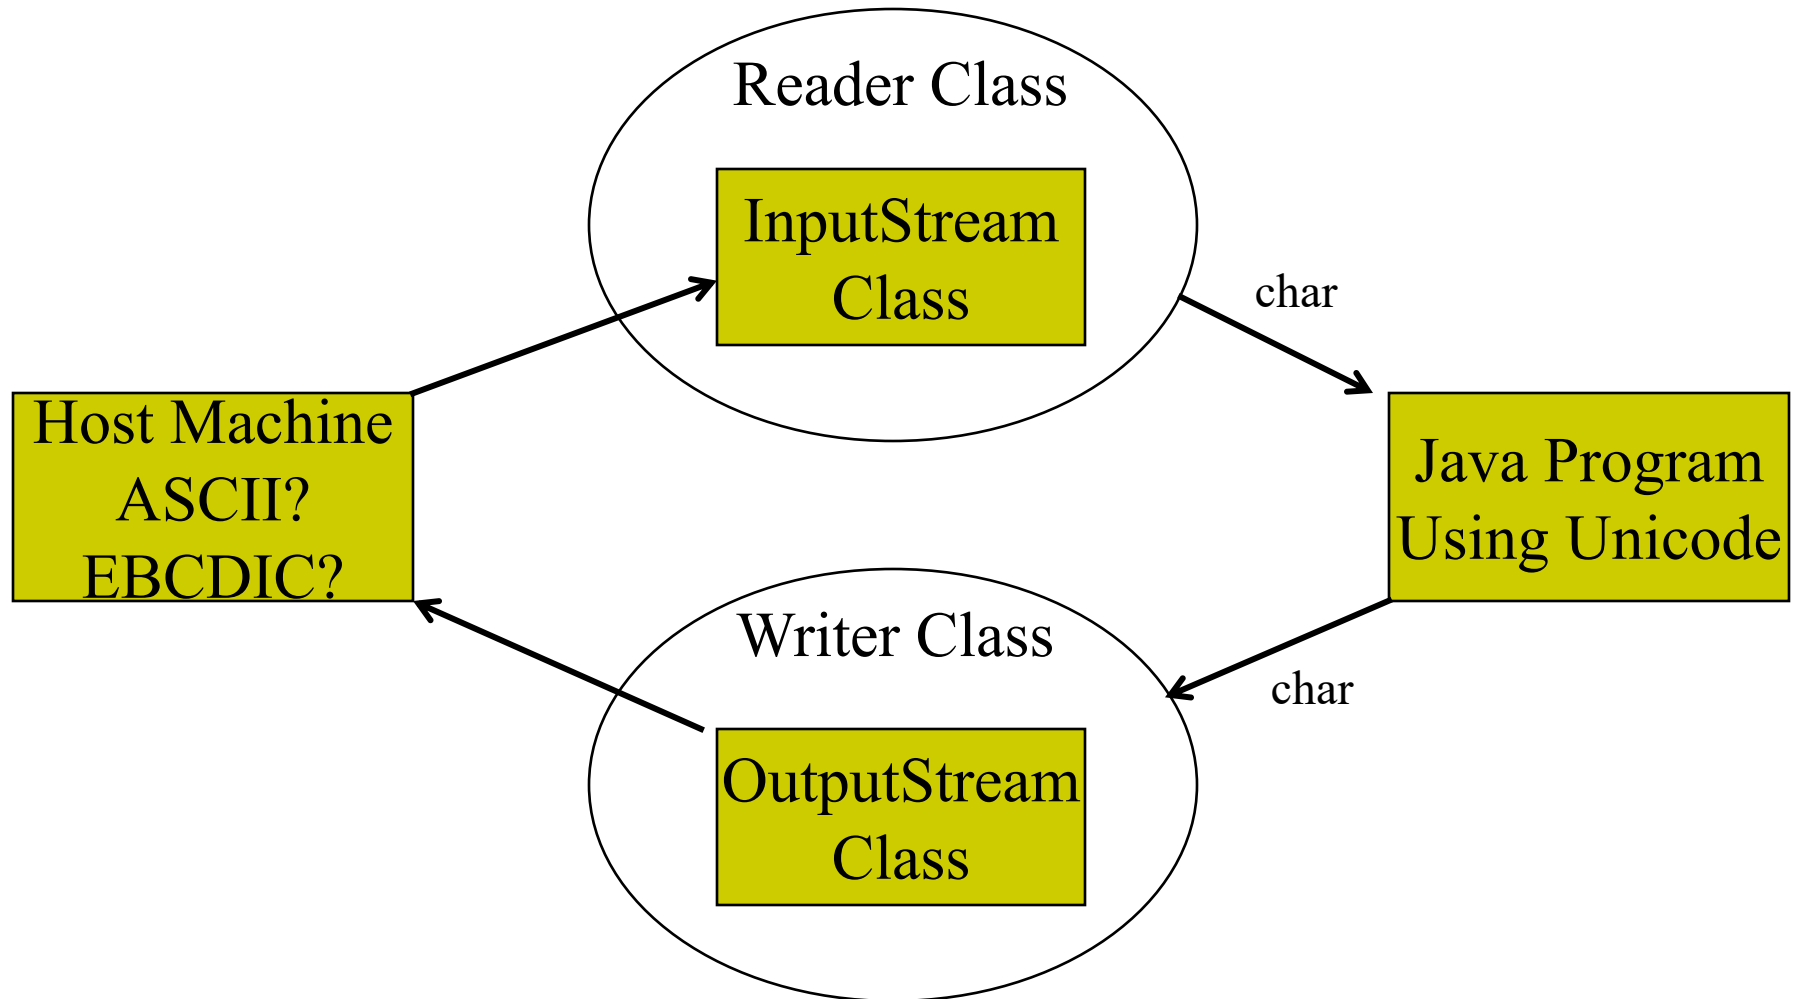 Reader Class
InputStream
Class
char
Host Machine
ASCII?
EBCDIC?
Java Program
Using Unicode
Writer Class
char
OutputStream
Class